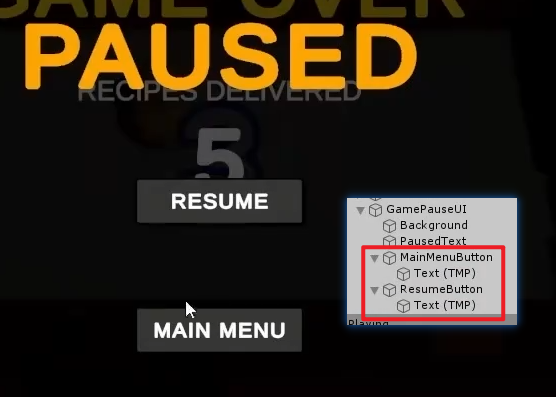 GAME OVER
PAUSED
RECIPES DELIVERED
5
RESUME
MAIN MENU
GamePauseUI
Background
PausedText
MainMenuButton
Text (TMP)
ResumeButton
Text (TMP)
Playing